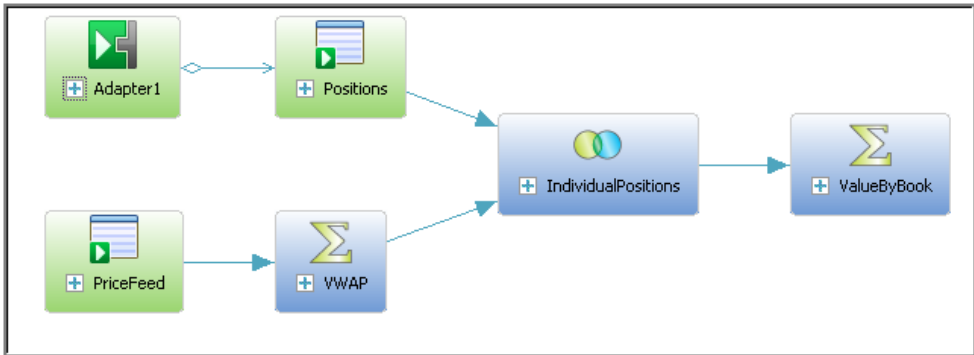 Adapter1
Positions
IndividualPositions
ValueByBook
PriceFeed
VWAP